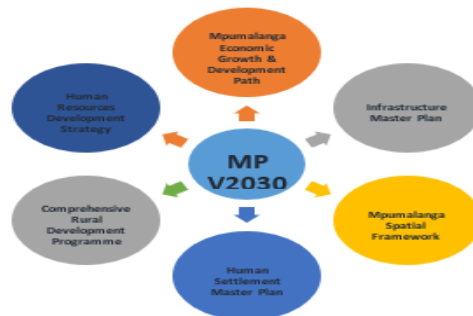 Mpumalanga
Economic
Growth &
Development
Path
Human
Resources
Development
Strategy
Infrastructure
Master Plan
MP
V2030
Comprehensive
Rural
Development
Programme
Mpumalanga
Spatial
Framework
Human
Settlement
Master Plan